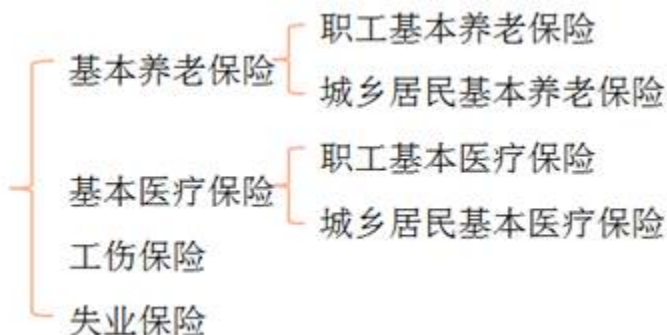 职工基本养老保险
基本养老保险
城乡居民基本养老保险
职工基本医疗保险
基本医疗保险
城乡居民基本医疗保险
工伤保险
失业保险